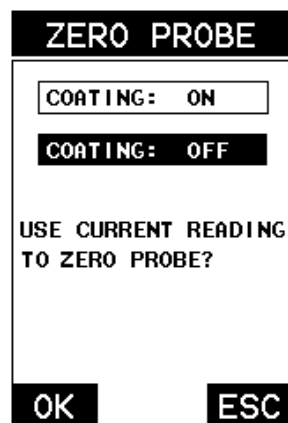 ZERO PROBE
COATING: ON
COATING: OFF
USE CURRENT READING
TO ZERO PROBE?
OK ESC